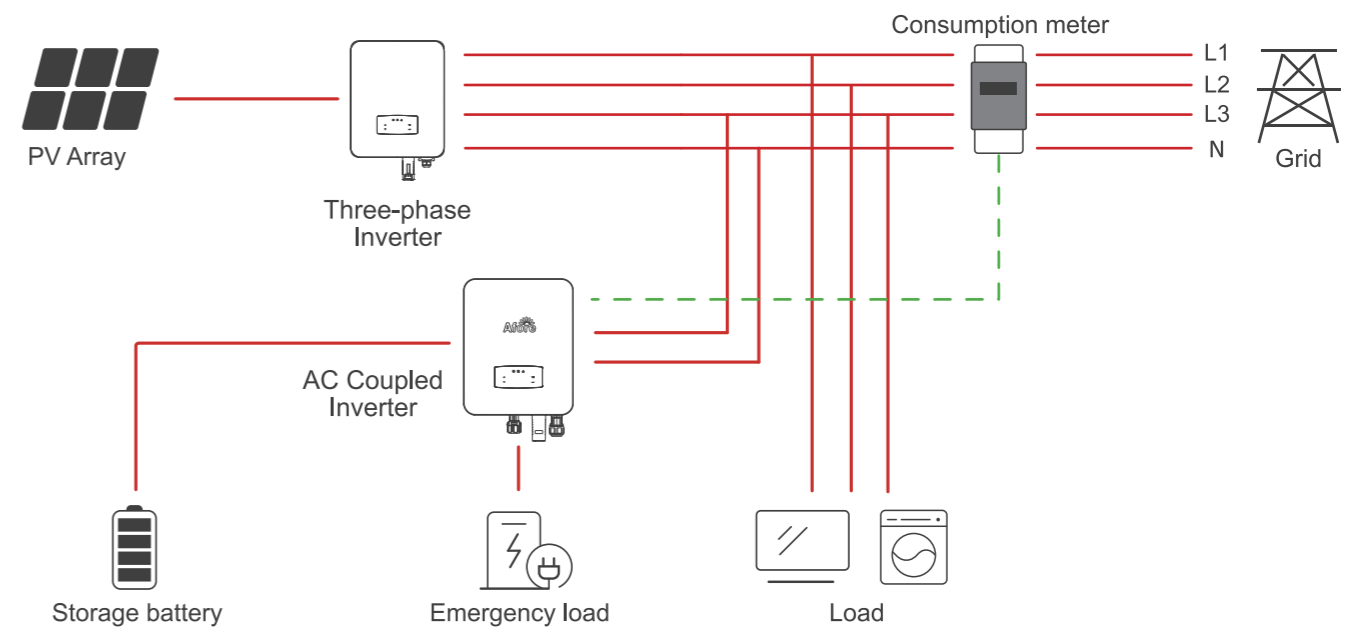 Consumption meter
L1
L2
L3
N
PV Array
Grid
Three-phase
Inverter
Afore
AC Coupled
Inverter
Storage battery
Emergency load
Load